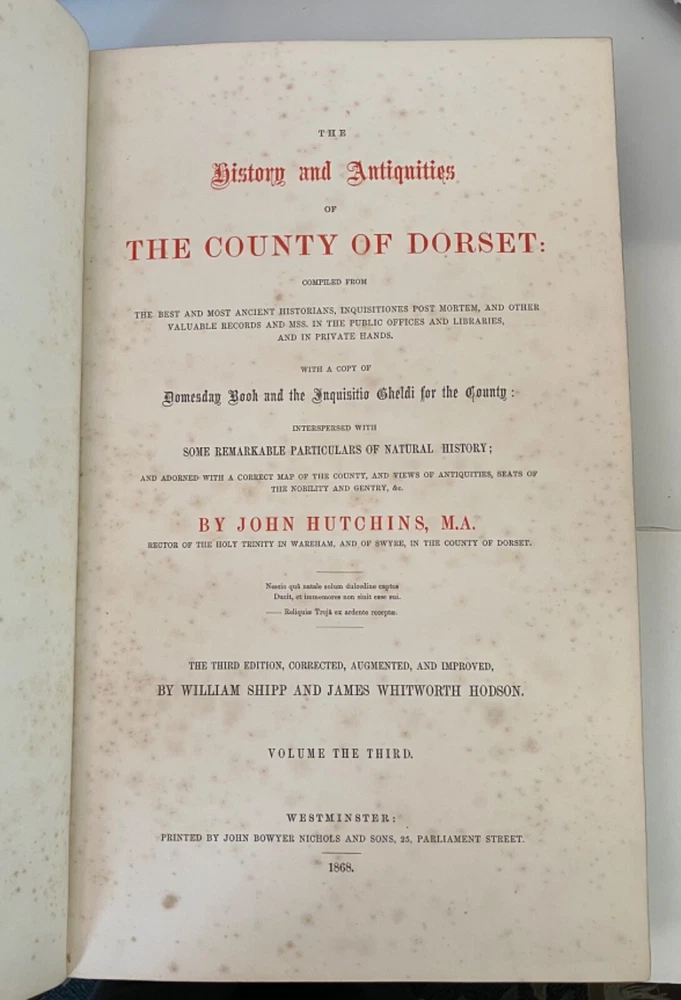 THE
History and Antiquities
OF
THE COUNTY OF DORSET:
COMPILED FROM
THE BEST AND MOST ANCIENT HISTORIANS, INQUISITIONES POST MORTEM, AND OTHER
VALUABLE RECORDS AND MSS. IN THE PUBLIC OFFICES AND LIBRARIES,
AND IN PRIVATE HANDS.
WITH A COPY OF
Domesday Book and the Inquisitio Gheldi for the County:
INTERSPERSED WITH
SOME REMARKABLE PARTICULARS OF NATURAL HISTORY;
AND ADORNED WITH A CORRECT MAP OF THE COUNTY, AND VIEWS OF ANTIQUITIES, SEATS OF
THE NOBILITY AND GENTRY, &c.
BY JOHN HUTCHINS, M.A.
RECTOR OF THE HOLY TRINITY IN WAREHAM, AND OF SWYRE, IN THE COUNTY OF DORSET.
Nescio quâ natale solum dulcedine captos
Ducit, et immemores non sinit esse sui.
—— Reliquiæ Trojâ ex ardente receptæ.
THE THIRD EDITION, CORRECTED, AUGMENTED, AND IMPROVED,
BY WILLIAM SHIPP AND JAMES WHITWORTH HODSON.
VOLUME THE THIRD.
WESTMINSTER:
PRINTED BY JOHN BOWYER NICHOLS AND SONS, 25, PARLIAMENT STREET.
1868.